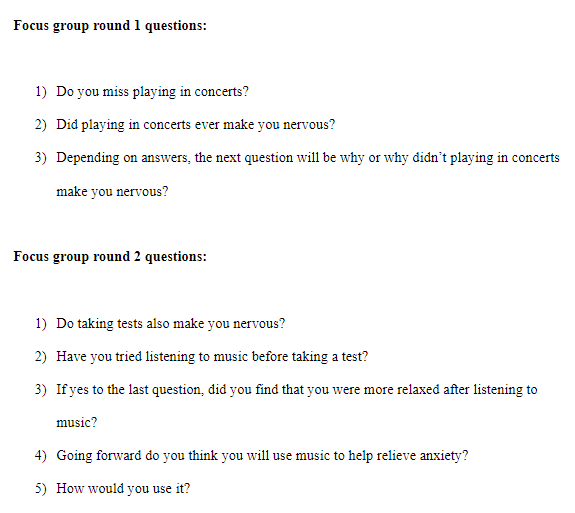 Focus group round 1 questions:
1) Do you miss playing in concerts?
2) Did playing in concerts ever make you nervous?
3) Depending on answers, the next question will be why or why didn't playing in concerts
make you nervous?
Focus group round 2 questions:
1) Do taking tests also make you nervous?
2) Have you tried listening to music before taking a test?
3) If yes to the last question, did you find that you were more relaxed after listening to
music?
4) Going forward do you think you will use music to help relieve anxiety?
5) How would you use it?